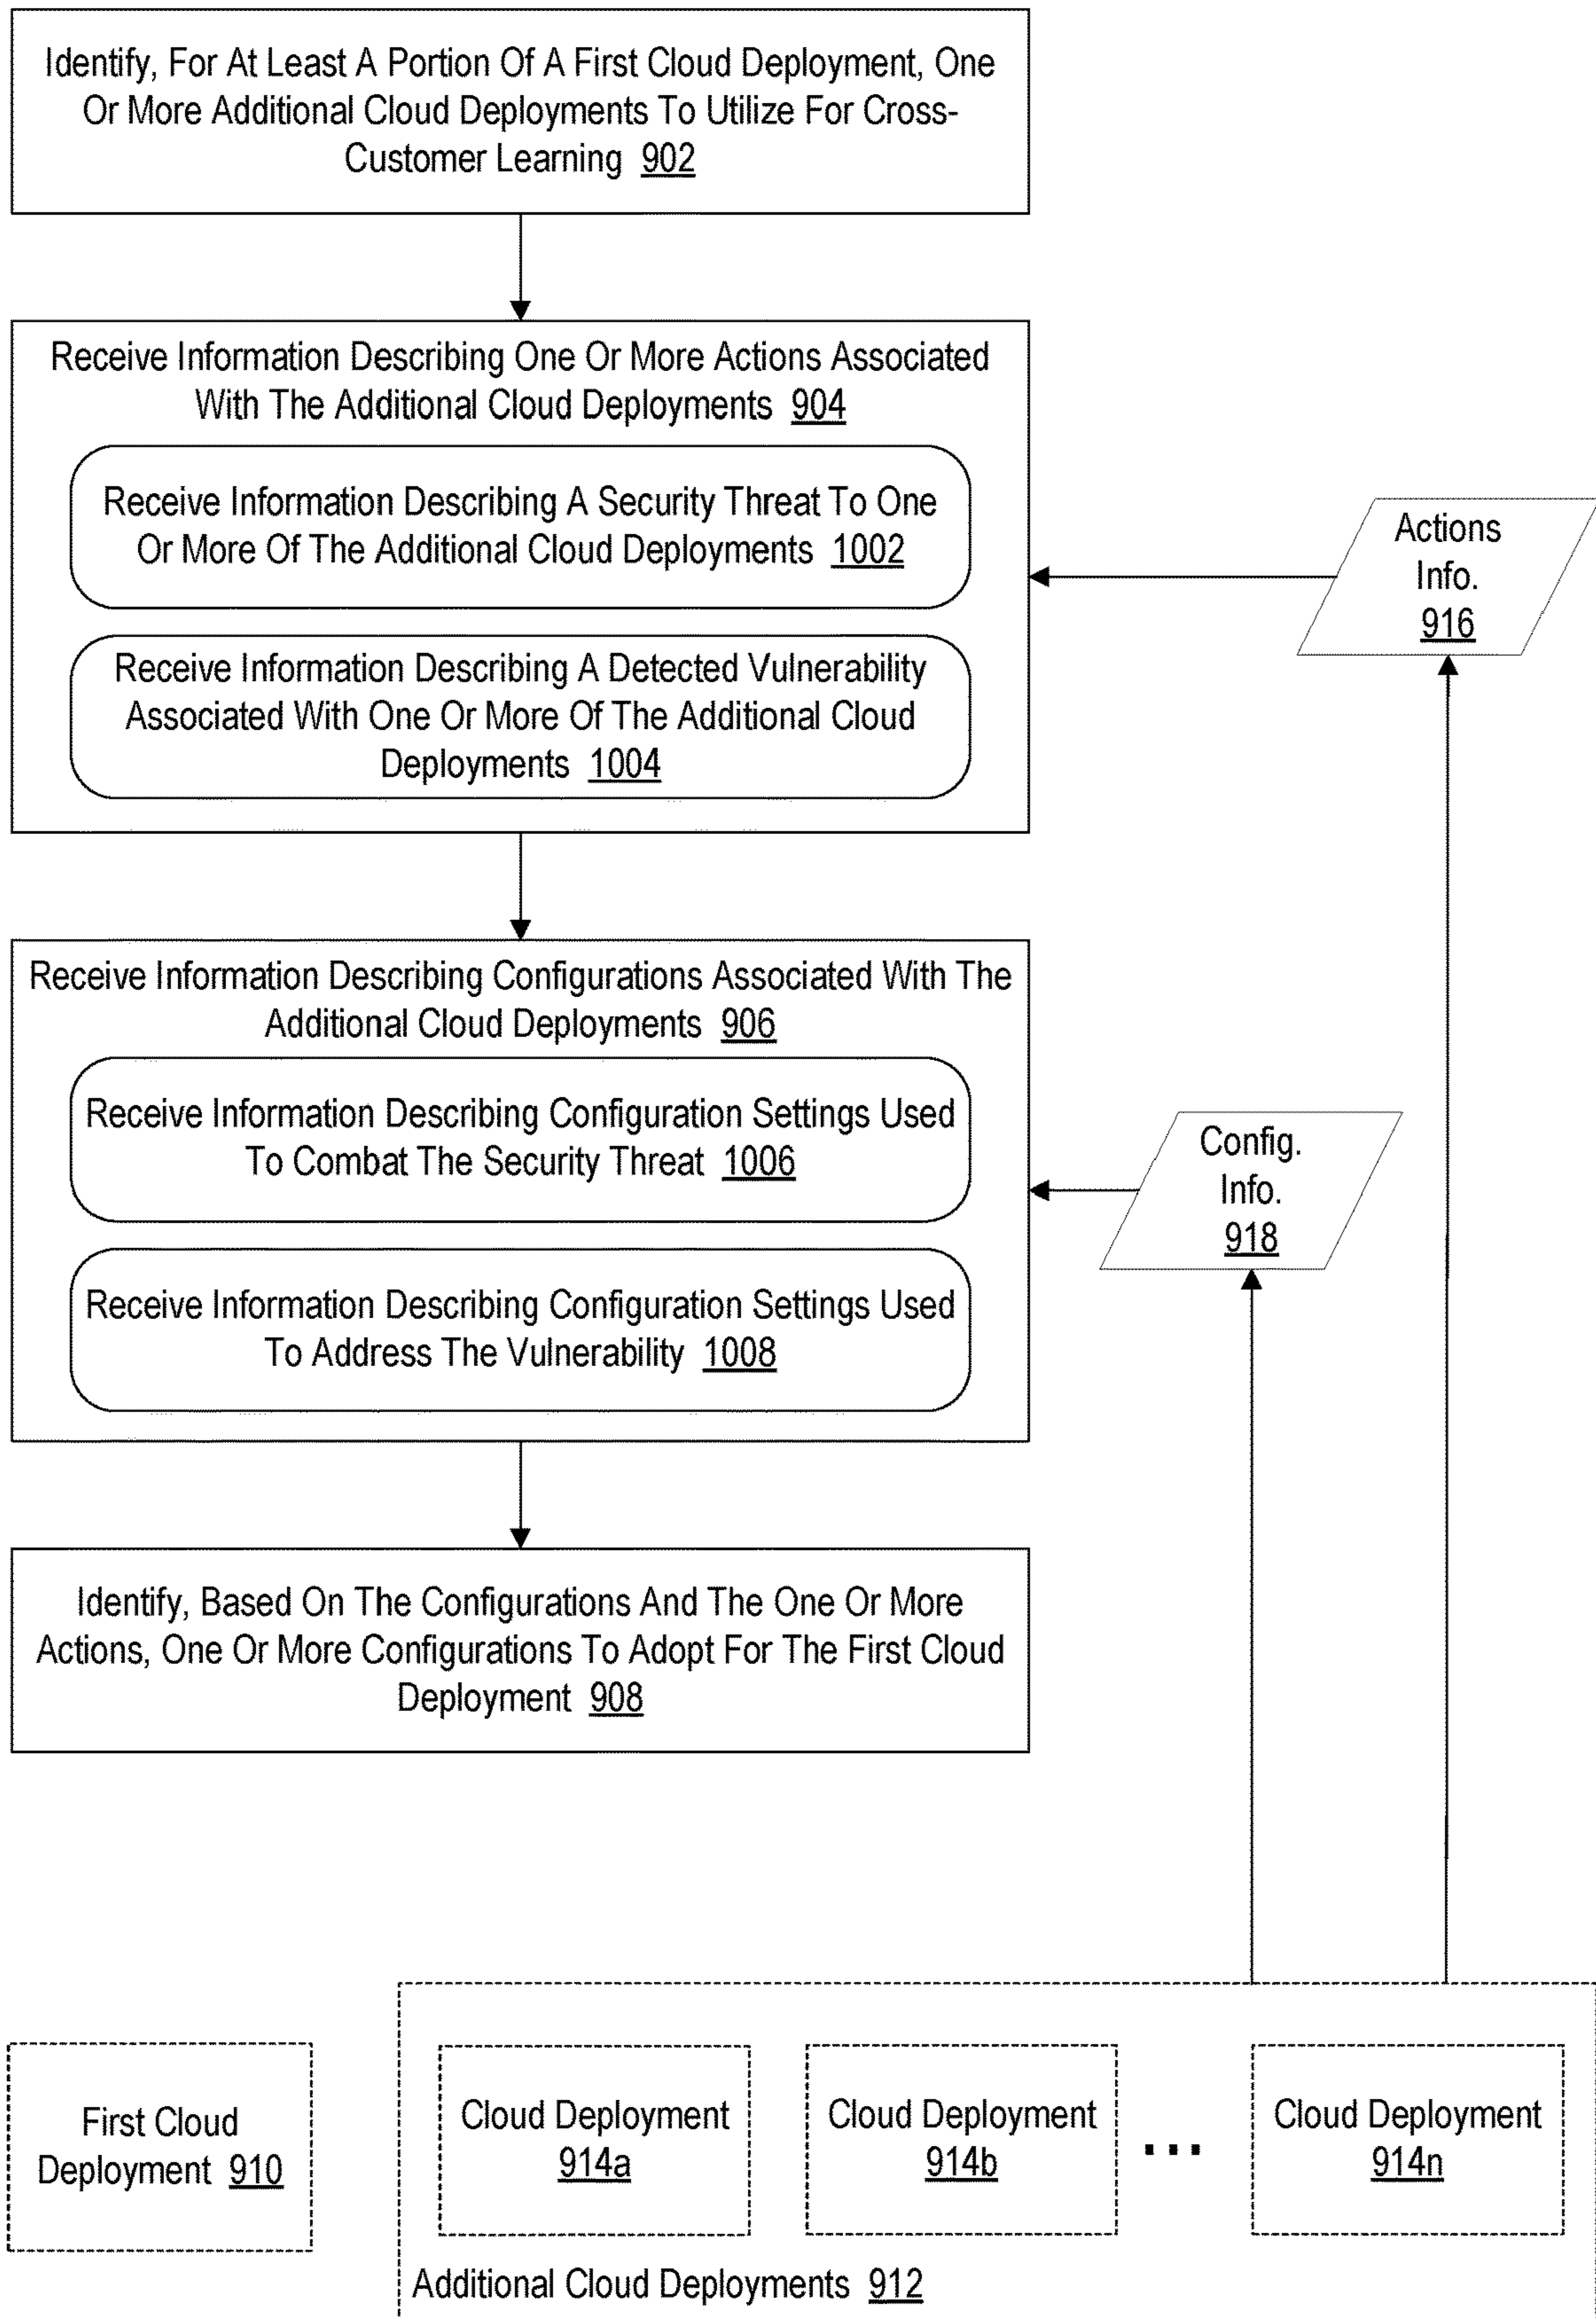 Identify, For At Least A Portion Of A First Cloud Deployment, One
Or More Additional Cloud Deployments To Utilize For Cross-
Customer Learning 902
Receive Information Describing One Or More Actions Associated
With The Additional Cloud Deployments 904
Receive Information Describing A Security Threat To One
Or More Of The Additional Cloud Deployments 1002
Receive Information Describing A Detected Vulnerability
Associated With One Or More Of The Additional Cloud
Deployments 1004
Actions
Info.
916
Receive Information Describing Configurations Associated With The
Additional Cloud Deployments 906
Receive Information Describing Configuration Settings Used
To Combat The Security Threat 1006
Receive Information Describing Configuration Settings Used
To Address The Vulnerability 1008
Config.
Info.
918
Identify, Based On The Configurations And The One Or More
Actions, One Or More Configurations To Adopt For The First Cloud
Deployment 908
First Cloud
Deployment 910
Cloud Deployment
914a
Cloud Deployment
914b
...
Cloud Deployment
914n
Additional Cloud Deployments 912